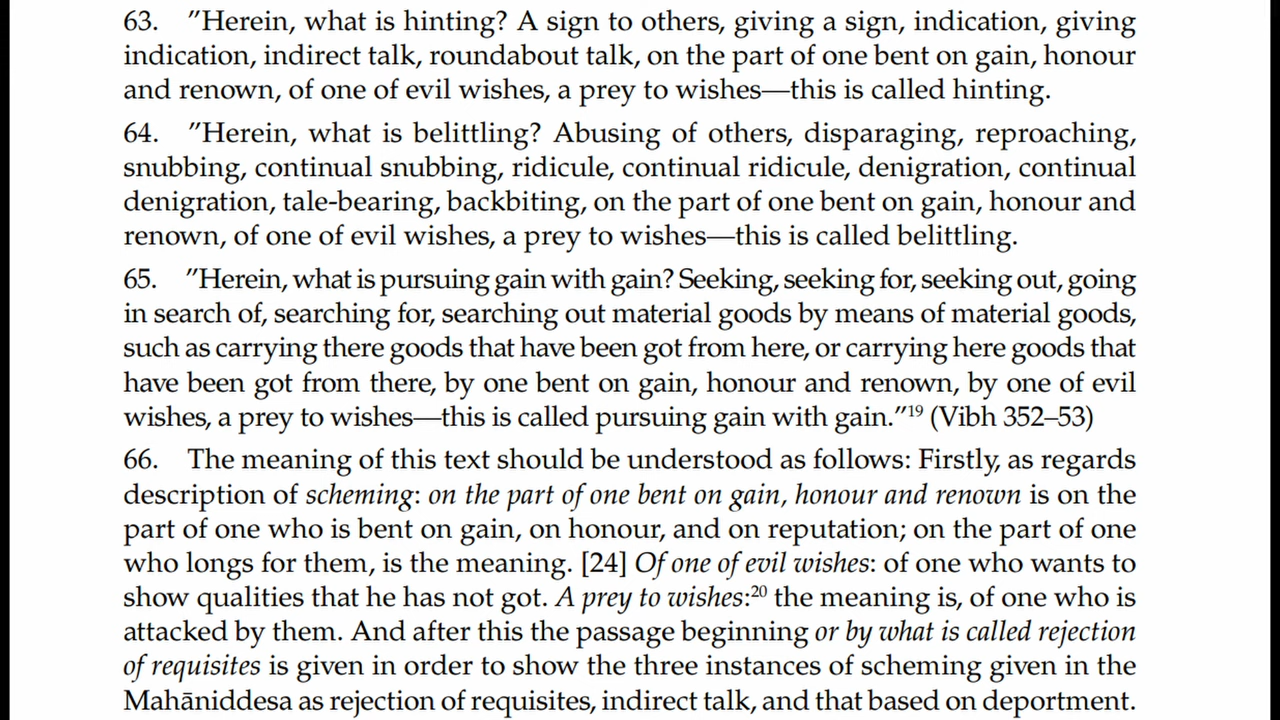 63. ”Herein, what is hinting? A sign to others, giving a sign, indication, giving
indication, indirect talk, roundabout talk, on the part of one bent on gain, honour
and renown, of one of evil wishes, a prey to wishes—this is called hinting.
64. ”Herein, what is belittling? Abusing of others, disparaging, reproaching,
snubbing, continual snubbing, ridicule, continual ridicule, denigration, continual
denigration, tale-bearing, backbiting, on the part of one bent on gain, honour and
renown, of one of evil wishes, a prey to wishes—this is called belittling.
65. ”Herein, what is pursuing gain with gain? Seeking, seeking for, seeking out, going
in search of, searching for, searching out material goods by means of material goods,
such as carrying there goods that have been got from here, or carrying here goods that
have been got from there, by one bent on gain, honour and renown, by one of evil
wishes, a prey to wishes—this is called pursuing gain with gain.”19 (Vibh 352–53)
66. The meaning of this text should be understood as follows: Firstly, as regards
description of scheming: on the part of one bent on gain, honour and renown is on the
part of one who is bent on gain, on honour, and on reputation; on the part of one
who longs for them, is the meaning. [24] Of one of evil wishes: of one who wants to
show qualities that he has not got. A prey to wishes:20 the meaning is, of one who is
attacked by them. And after this the passage beginning or by what is called rejection
of requisites is given in order to show the three instances of scheming given in the
Mahāniddesa as rejection of requisites, indirect talk, and that based on deportment.